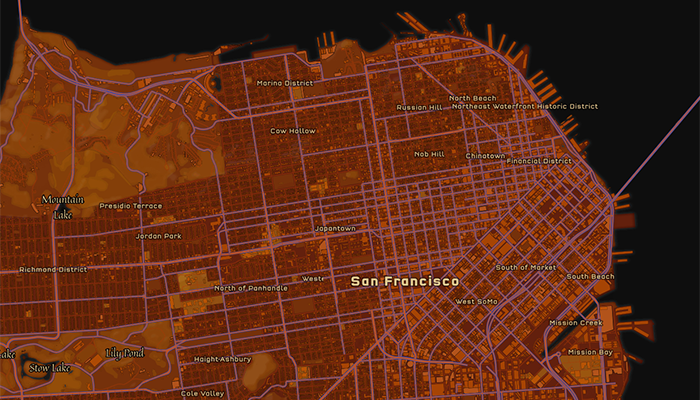 Marina District
North Beach
Russian Hill
Northeast Waterfront Historic District
Cow Hollow
Nob Hill
Chinatown
Financial District
Mountain
Lake
Presidio Terrace
Japantown
Jordan Park
Richmond District
South of Market
South Beach
West
San Francisco
North of Panhandle
West SoMa
Mission Creek
Mission Bay
ake
Lily Pond
Haight-Ashbury
Stow Lake
Cole Valley